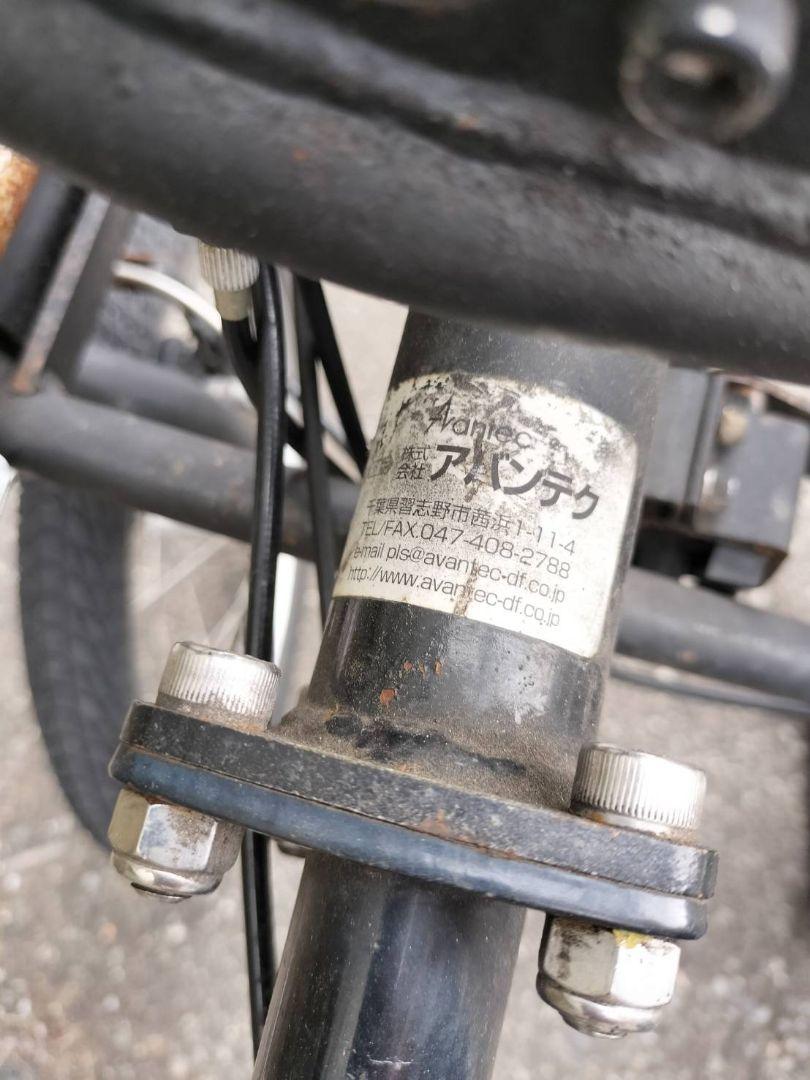 Avantec
株式会社 アバンテク
千葉県習志野市茜浜1-11-4
TEL/FAX.047-408-2788
e-mail pls@avantec-df.co.jp
http://www.avantec-df.co.jp